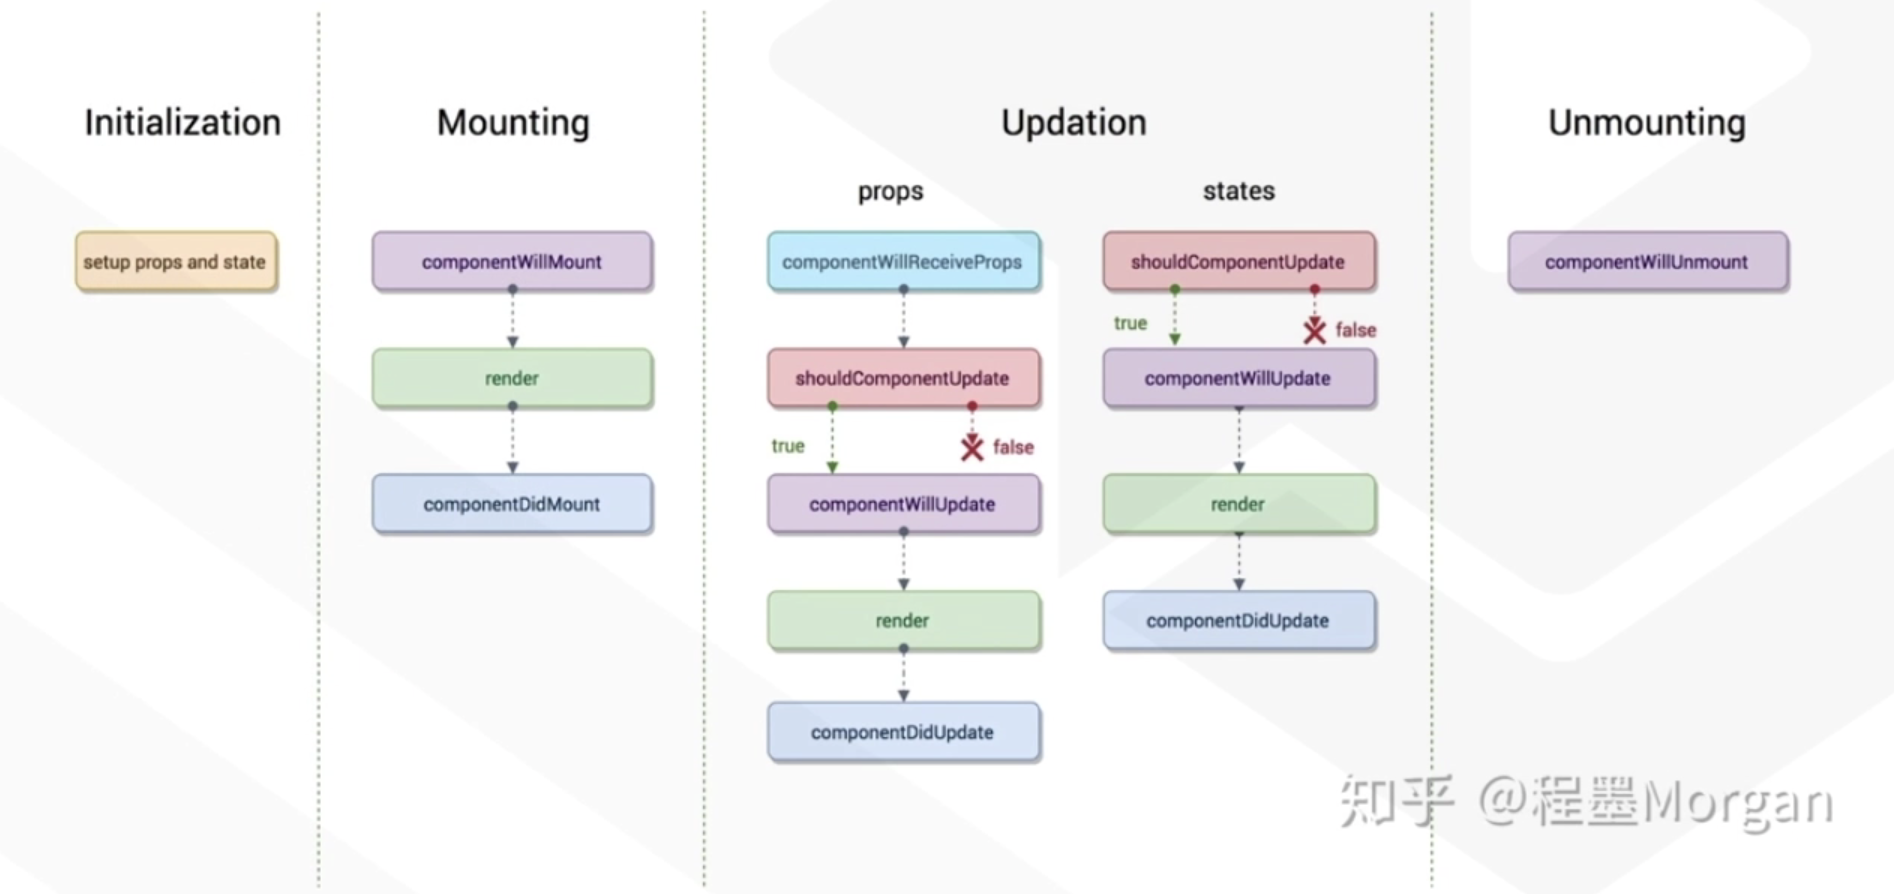 Initialization
Mounting
Updation
Unmounting
props
states
setup props and state
componentWillMount
render
componentDidMount
componentWillReceiveProps
shouldComponentUpdate
true
false
componentWillUpdate
render
componentDidUpdate
shouldComponentUpdate
true
false
componentWillUpdate
render
componentDidUpdate
componentWillUnmount
知乎 @程墨Morgan